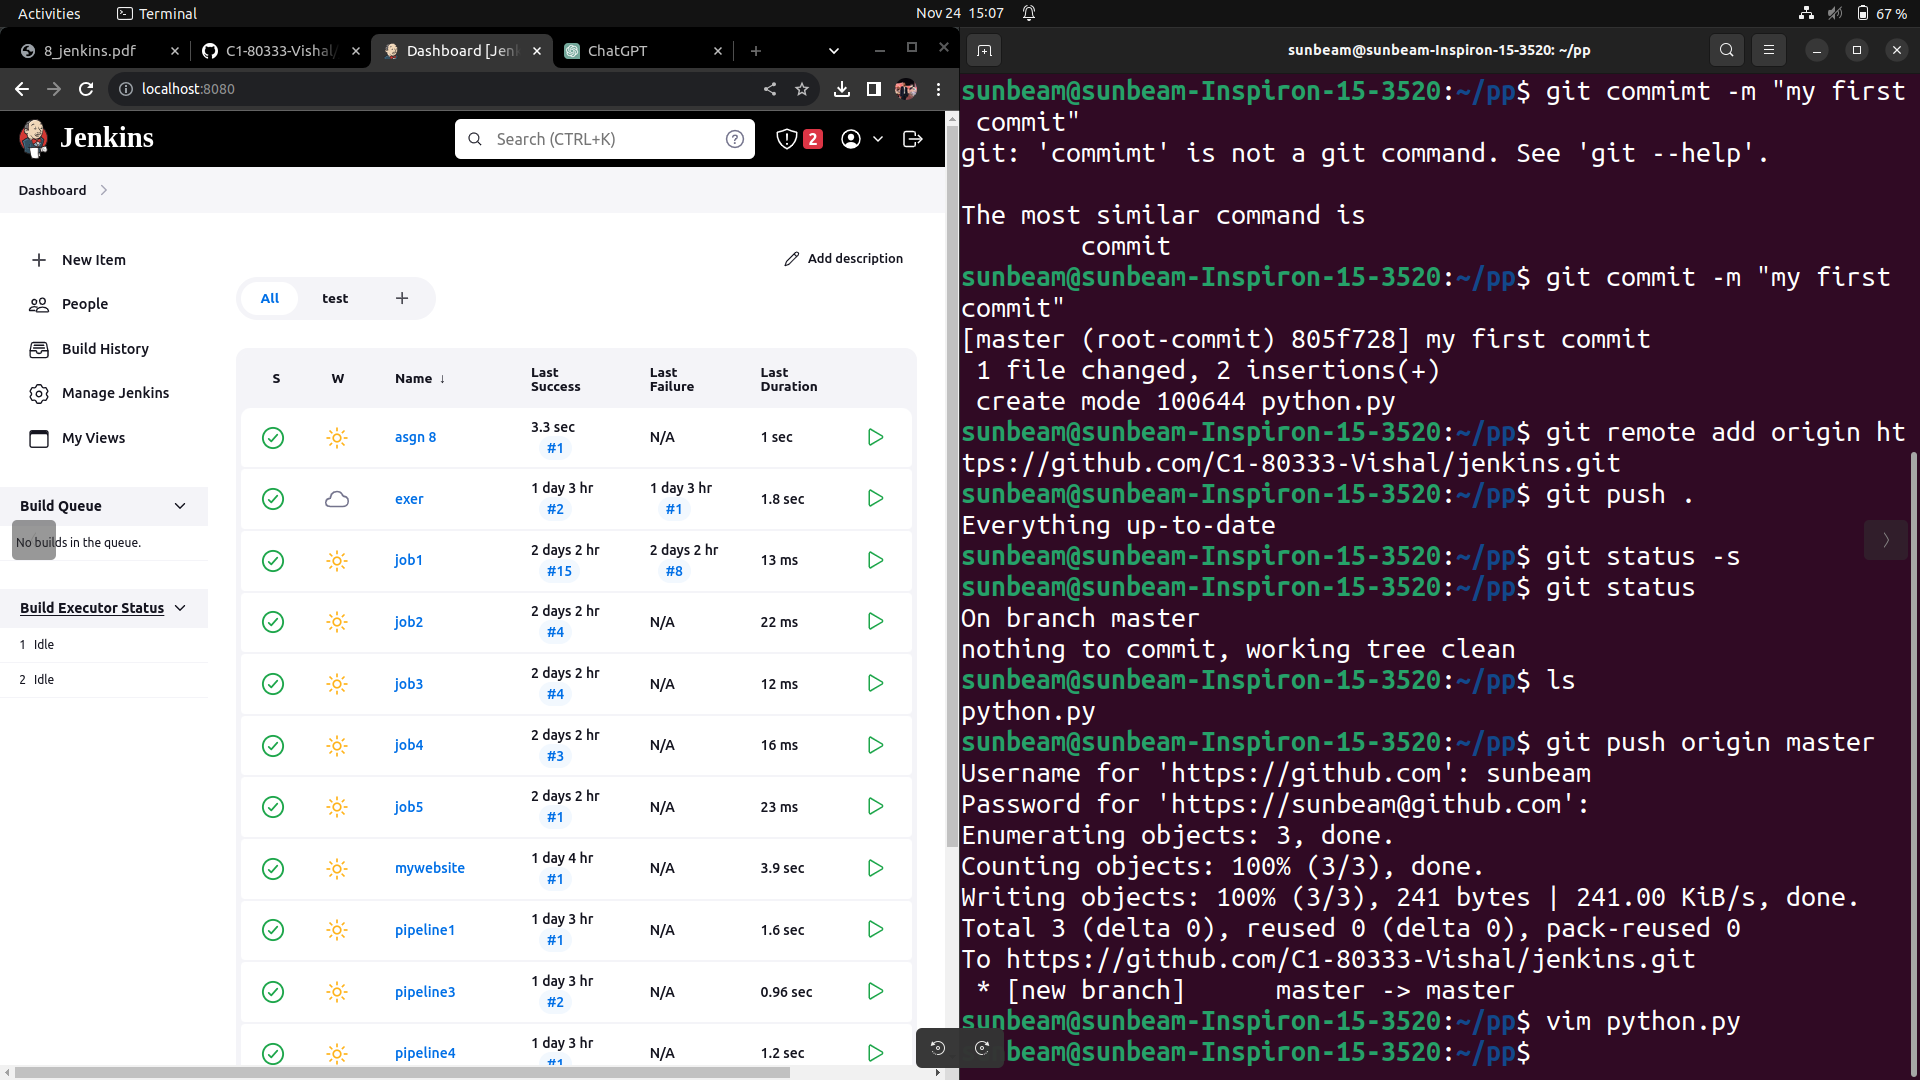 Activities
Terminal
Nov 24 15:07
67 %
8_jenkins.pdf
C1-80333-Vishal/
Dashboard [Jenk
ChatGPT
localhost:8080
Jenkins
Search (CTRL+K)
2
Dashboard
New Item
People
Build History
Manage Jenkins
My Views
Build Queue
No builds in the queue.
Build Executor Status
1 Idle
2 Idle
Add description
All
test
S W Name ↓ Last Success Last Failure Last Duration
asgn 8 3.3 sec #1 N/A 1 sec
exer 1 day 3 hr #2 1 day 3 hr #1 1.8 sec
job1 2 days 2 hr #15 2 days 2 hr #8 13 ms
job2 2 days 2 hr #4 N/A 22 ms
job3 2 days 2 hr #4 N/A 12 ms
job4 2 days 2 hr #3 N/A 16 ms
job5 2 days 2 hr #1 N/A 23 ms
mywebsite 1 day 4 hr #1 N/A 3.9 sec
pipeline1 1 day 3 hr #1 N/A 1.6 sec
pipeline3 1 day 3 hr #2 N/A 0.96 sec
pipeline4 1 day 3 hr #1 N/A 1.2 sec
sunbeam@sunbeam-Inspiron-15-3520: ~/pp
sunbeam@sunbeam-Inspiron-15-3520:~/pp$ git commimt -m "my first
commit"
git: 'commimt' is not a git command. See 'git --help'.
The most similar command is
commit
sunbeam@sunbeam-Inspiron-15-3520:~/pp$ git commit -m "my first
commit"
[master (root-commit) 805f728] my first commit
1 file changed, 2 insertions(+)
create mode 100644 python.py
sunbeam@sunbeam-Inspiron-15-3520:~/pp$ git remote add origin ht
tps://github.com/C1-80333-Vishal/jenkins.git
sunbeam@sunbeam-Inspiron-15-3520:~/pp$ git push .
Everything up-to-date
sunbeam@sunbeam-Inspiron-15-3520:~/pp$ git status -s
sunbeam@sunbeam-Inspiron-15-3520:~/pp$ git status
On branch master
nothing to commit, working tree clean
sunbeam@sunbeam-Inspiron-15-3520:~/pp$ ls
python.py
sunbeam@sunbeam-Inspiron-15-3520:~/pp$ git push origin master
Username for 'https://github.com': sunbeam
Password for 'https://sunbeam@github.com':
Enumerating objects: 3, done.
Counting objects: 100% (3/3), done.
Writing objects: 100% (3/3), 241 bytes | 241.00 KiB/s, done.
Total 3 (delta 0), reused 0 (delta 0), pack-reused 0
To https://github.com/C1-80333-Vishal/jenkins.git
* [new branch] master -> master
sunbeam@sunbeam-Inspiron-15-3520:~/pp$ vim python.py
sunbeam@sunbeam-Inspiron-15-3520:~/pp$